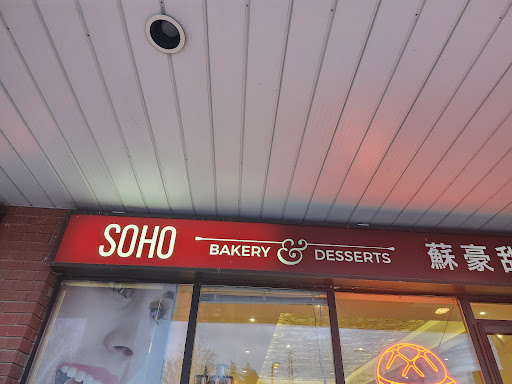 SOHO BAKERY & DESSERTS 蘇豪甜